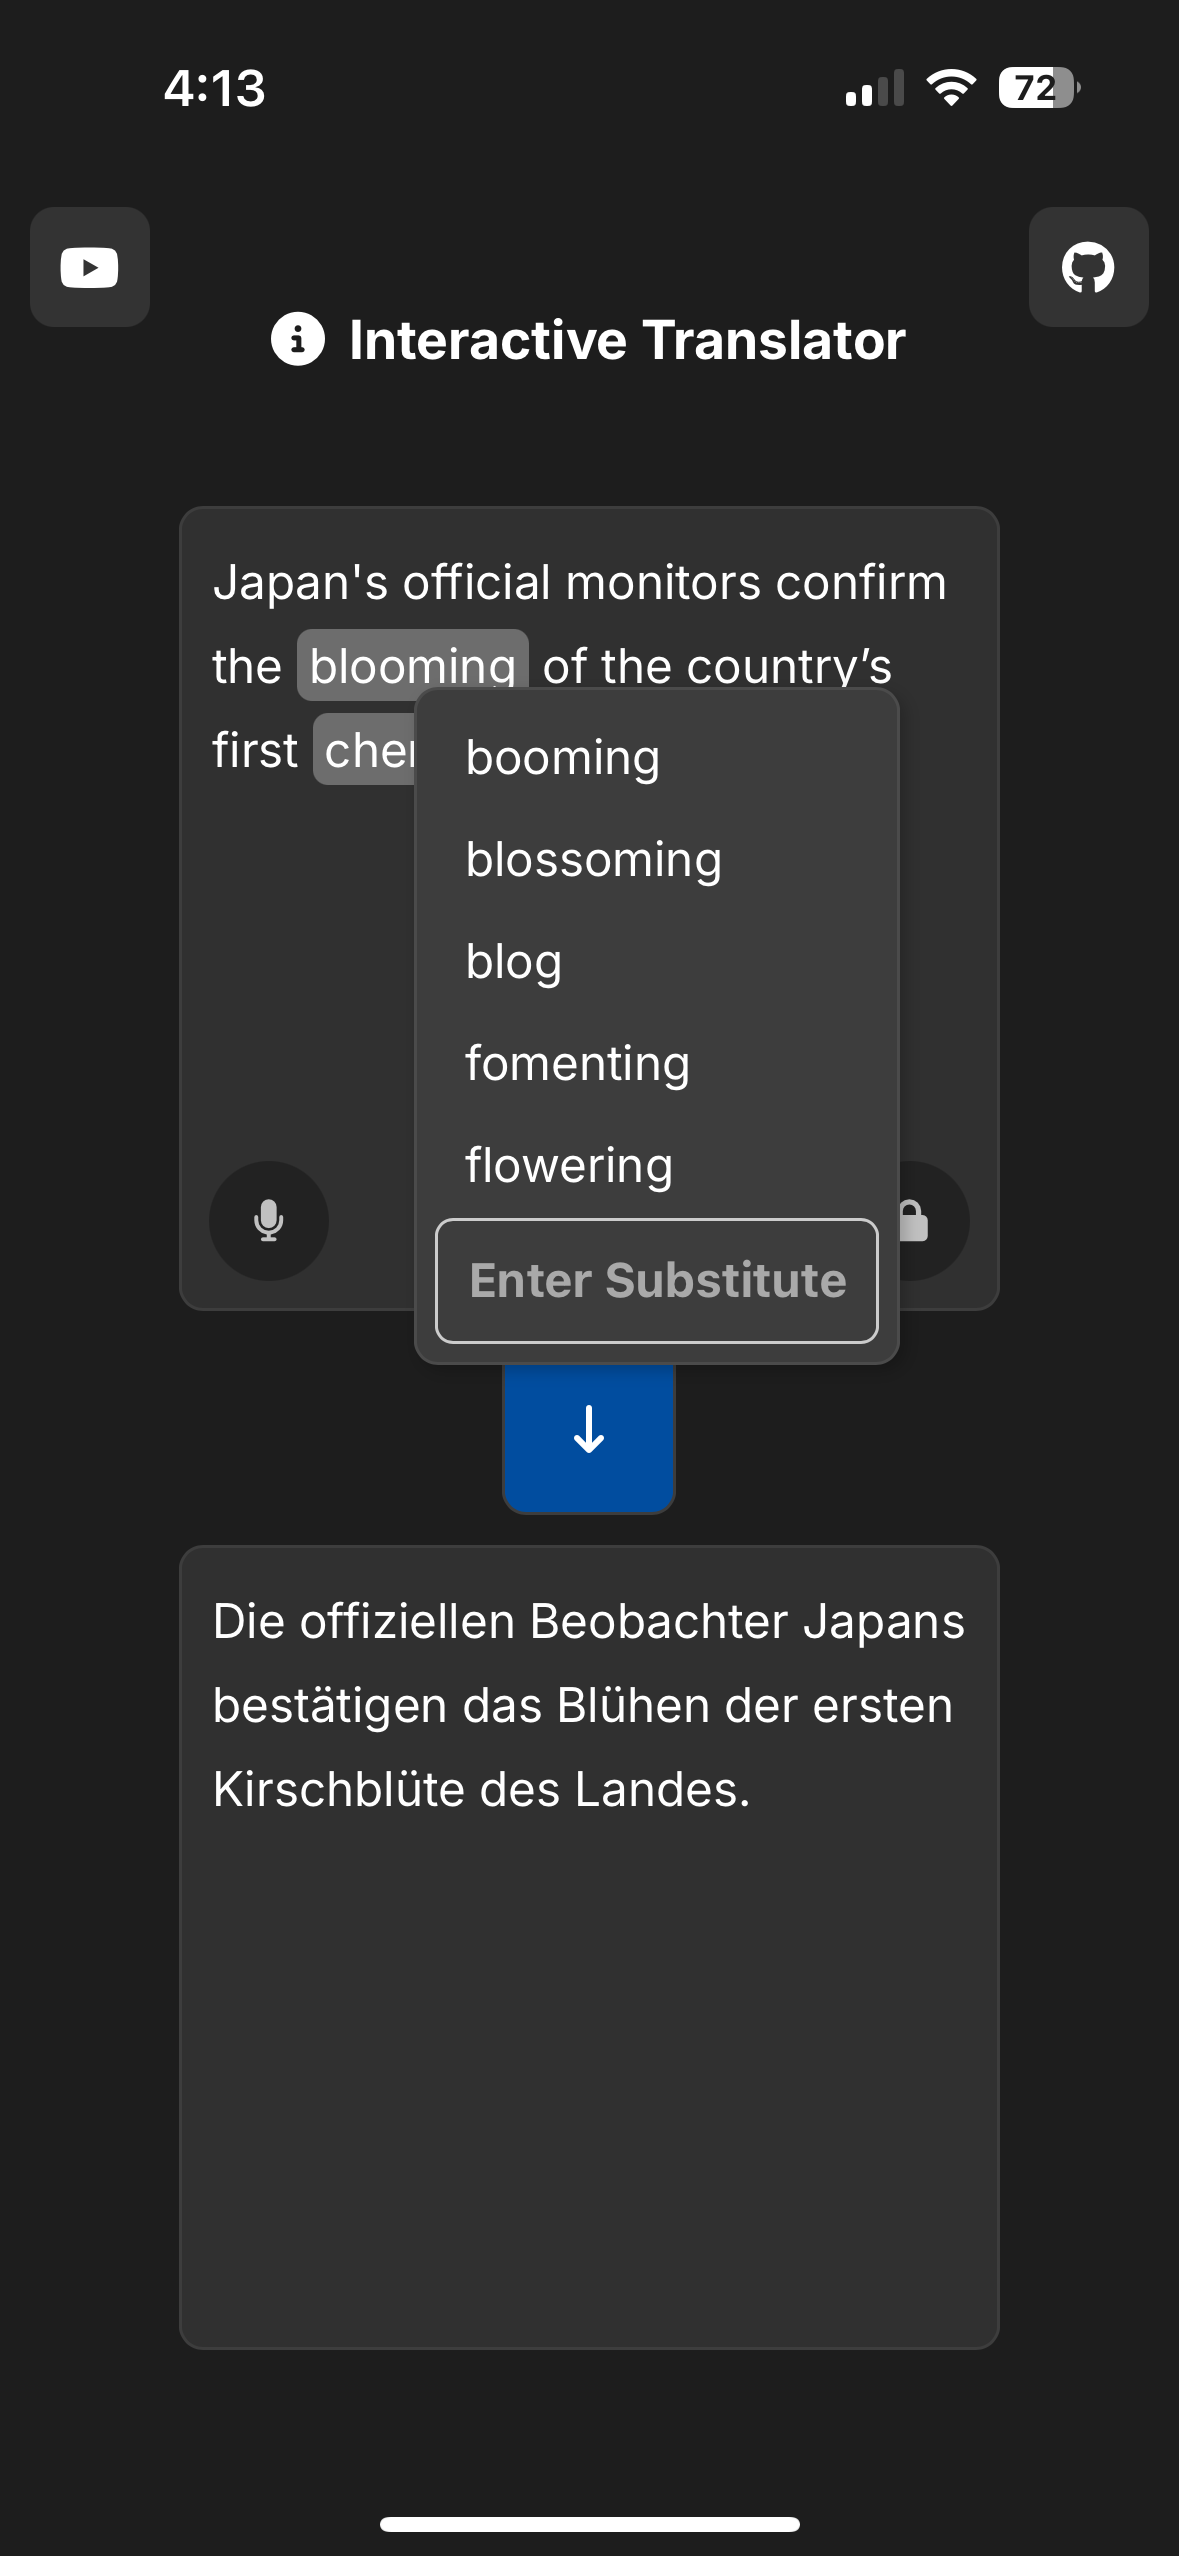 4:13
72
Interactive Translator
Japan's official monitors confirm
the blooming of the country’s
first
booming
blossoming
blog
fomenting
flowering
Enter Substitute
Die offiziellen Beobachter Japans
bestätigen das Blühen der ersten
Kirschblüte des Landes.